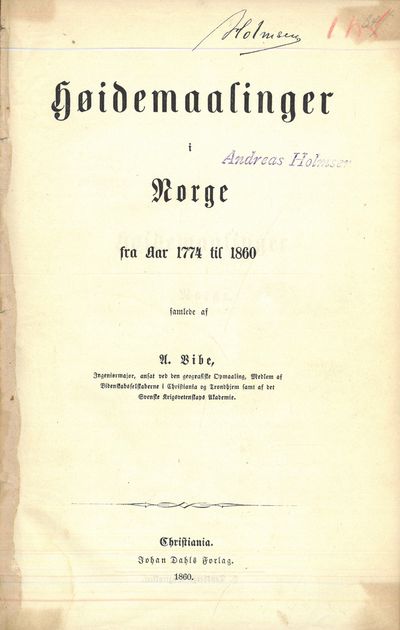 Holmsen
Høidemaalinger
i
Andreas Holmsen
Norge
fra Aar 1774 til 1860
samlede af
A. Vibe,
Ingeniørmajor, ansat ved den geografiske Opmaaling, Medlem af
Videnskabsselskaberne i Christiania og Trondhjem samt af det
Svenske Krigsvetenskaps Akademie.
Christiania.
Johan Dahls Forlag.
1860.